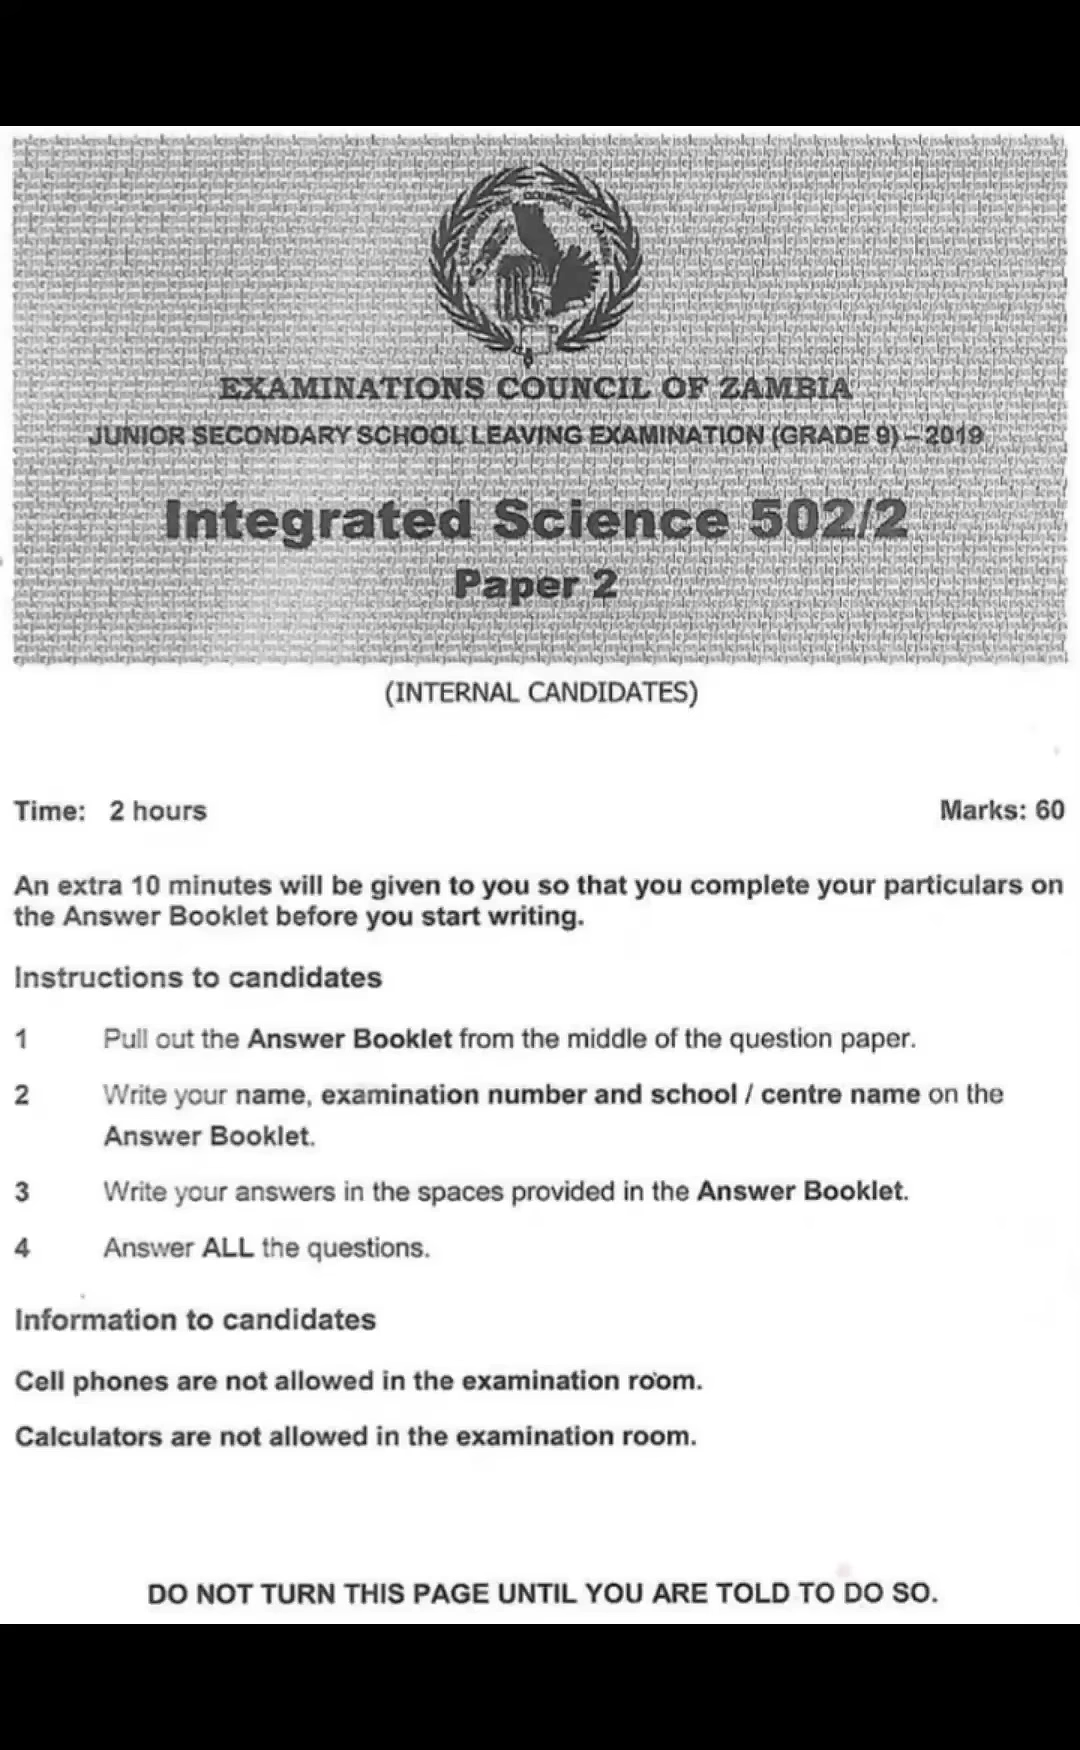 EXAMINATIONS COUNCIL OF ZAMBIA
EXAMINATIONS COUNCIL OF ZAMBIA
JUNIOR SECONDARY SCHOOL LEAVING EXAMINATION (GRADE 9) – 2019
Integrated Science 502/2
Paper 2
(INTERNAL CANDIDATES)
Time: 2 hours Marks: 60
An extra 10 minutes will be given to you so that you complete your particulars on
the Answer Booklet before you start writing.
Instructions to candidates
1 Pull out the Answer Booklet from the middle of the question paper.
2 Write your name, examination number and school / centre name on the
Answer Booklet.
3 Write your answers in the spaces provided in the Answer Booklet.
4 Answer ALL the questions.
Information to candidates
Cell phones are not allowed in the examination room.
Calculators are not allowed in the examination room.
DO NOT TURN THIS PAGE UNTIL YOU ARE TOLD TO DO SO.